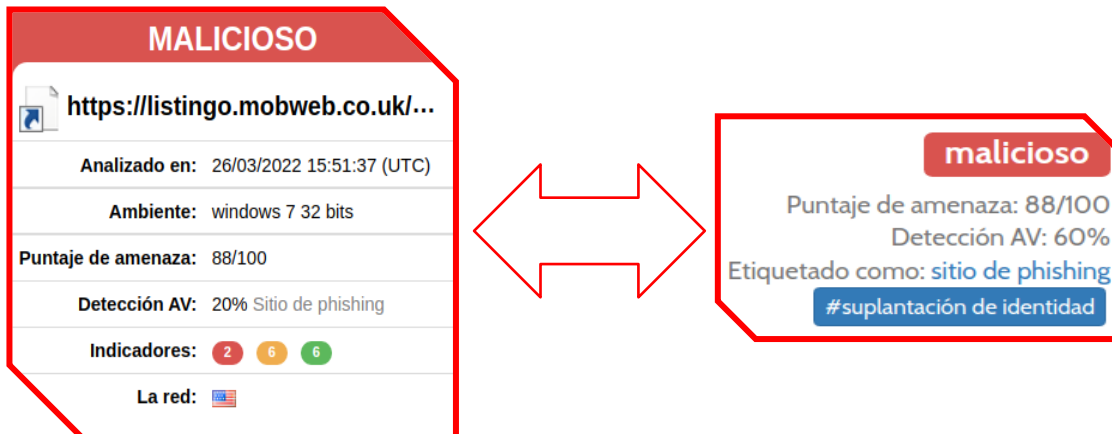 MALICIOSO
https://listingo.mobweb.co.uk/...
Analizado en: 26/03/2022 15:51:37 (UTC)
Ambiente: windows 7 32 bits
Puntaje de amenaza: 88/100
Detección AV: 20% Sitio de phishing
Indicadores: 2 6 6
La red:
malicioso
Puntaje de amenaza: 88/100
Detección AV: 60%
Etiquetado como: sitio de phishing
#suplantación de identidad